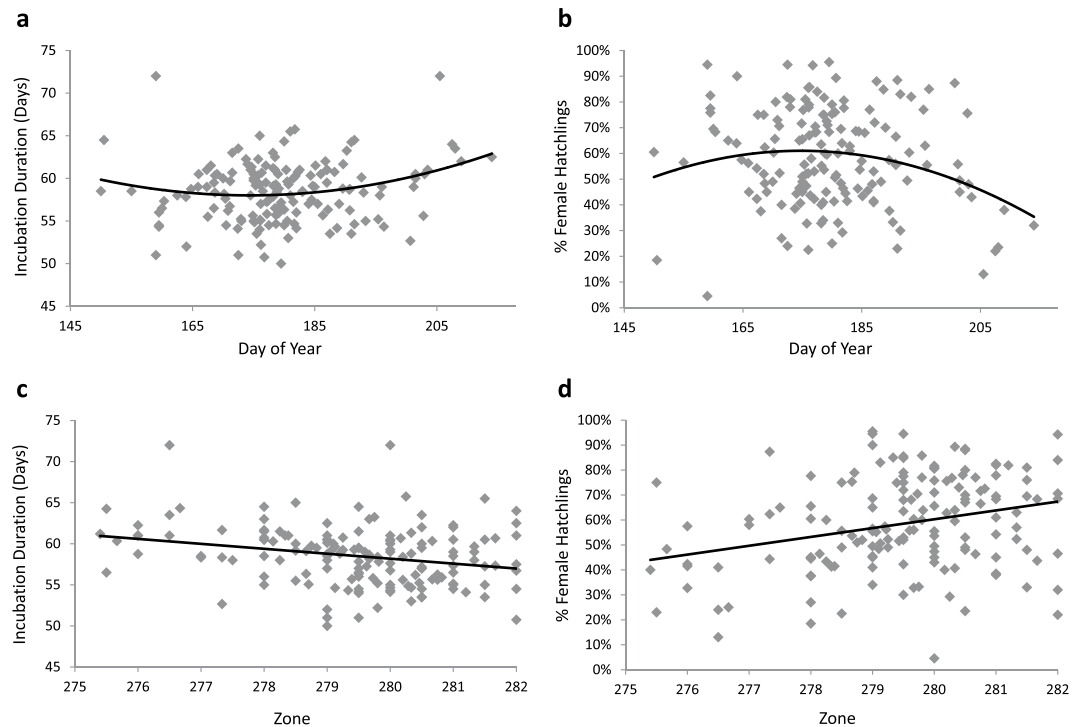 a
75
70
65
60
55
50
45
Incubation Duration (Days)
145 165 185 205
Day of Year
b
100%
90%
80%
70%
60%
50%
40%
30%
20%
10%
0%
% Female Hatchlings
145 165 185 205
Day of Year
c
75
70
65
60
55
50
45
Incubation Duration (Days)
275 276 277 278 279 280 281 282
Zone
d
100%
90%
80%
70%
60%
50%
40%
30%
20%
10%
0%
% Female Hatchlings
275 276 277 278 279 280 281 282
Zone